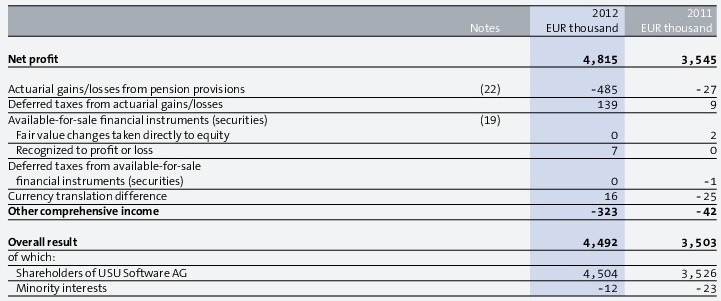 2012 2011
Notes EUR thousand EUR thousand
Net profit 4,815 3,545
Actuarial gains/losses from pension provisions (22) -485 -27
Deferred taxes from actuarial gains/losses 139 9
Available-for-sale financial instruments (securities) (19)
Fair value changes taken directly to equity 0 2
Recognized to profit or loss 7 0
Deferred taxes from available-for-sale
financial instruments (securities) 0 -1
Currency translation difference 16 -25
Other comprehensive income -323 -42
Overall result 4,492 3,503
of which:
Shareholders of USU Software AG 4,504 3,526
Minority interests -12 -23